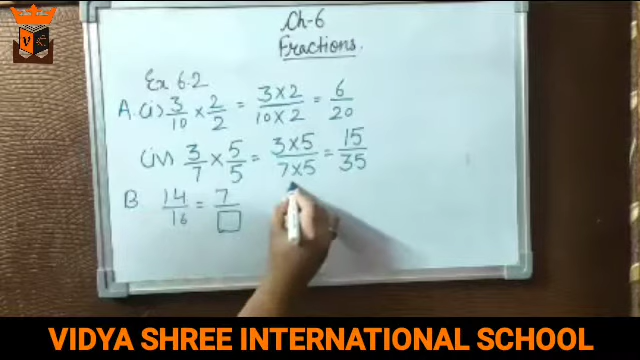 V C
Ch-6
Fractions.
Ex 6.2
A. (i) 3/10 × 2/2 = 3×2/10×2 = 6/20
(iv) 3/7 × 5/5 = 3×5/7×5 = 15/35
B 14/16 = 7/□
VIDYA SHREE INTERNATIONAL SCHOOL